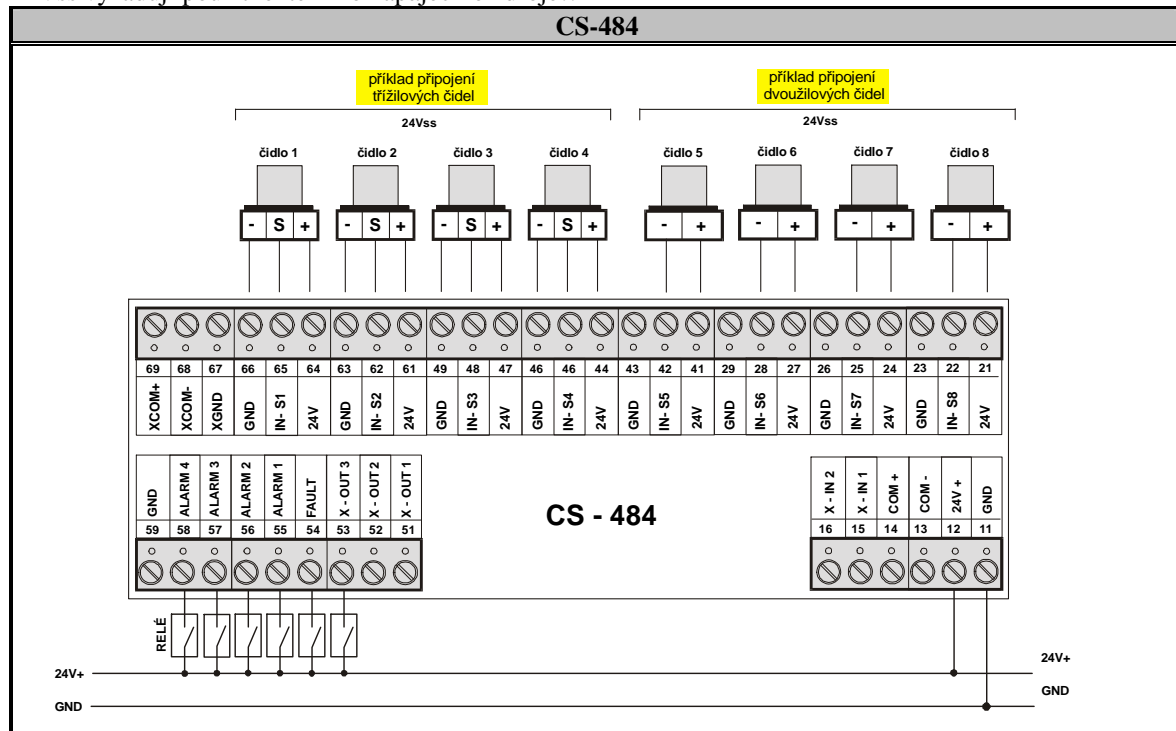 CS-484
příklad připojení
třížilových čidel
příklad připojení
dvoužilových čidel
24Vss 24Vss
čidlo 1 čidlo 2 čidlo 3 čidlo 4 čidlo 5 čidlo 6 čidlo 7 čidlo 8
- S + - S + - S + - S + - + - + - + - +
69 68 67 66 65 64 63 62 61 49 48 47 46 46 44 43 42 41 29 28 27 26 25 24 23 22 21
XCOM+ XCOM- XGND GND IN- S1 24V GND IN- S2 24V GND IN- S3 24V GND IN- S4 24V GND IN- S5 24V GND IN- S6 24V GND IN- S7 24V GND IN- S8 24V
GND ALARM 4 ALARM 3 ALARM 2 ALARM 1 FAULT X - OUT 3 X - OUT 2 X - OUT 1
59 58 57 56 55 54 53 52 51
CS - 484
X - IN 2 X - IN 1 COM + COM - 24V + GND
16 15 14 13 12 11
RELÉ
24V+ 24V+
GND GND